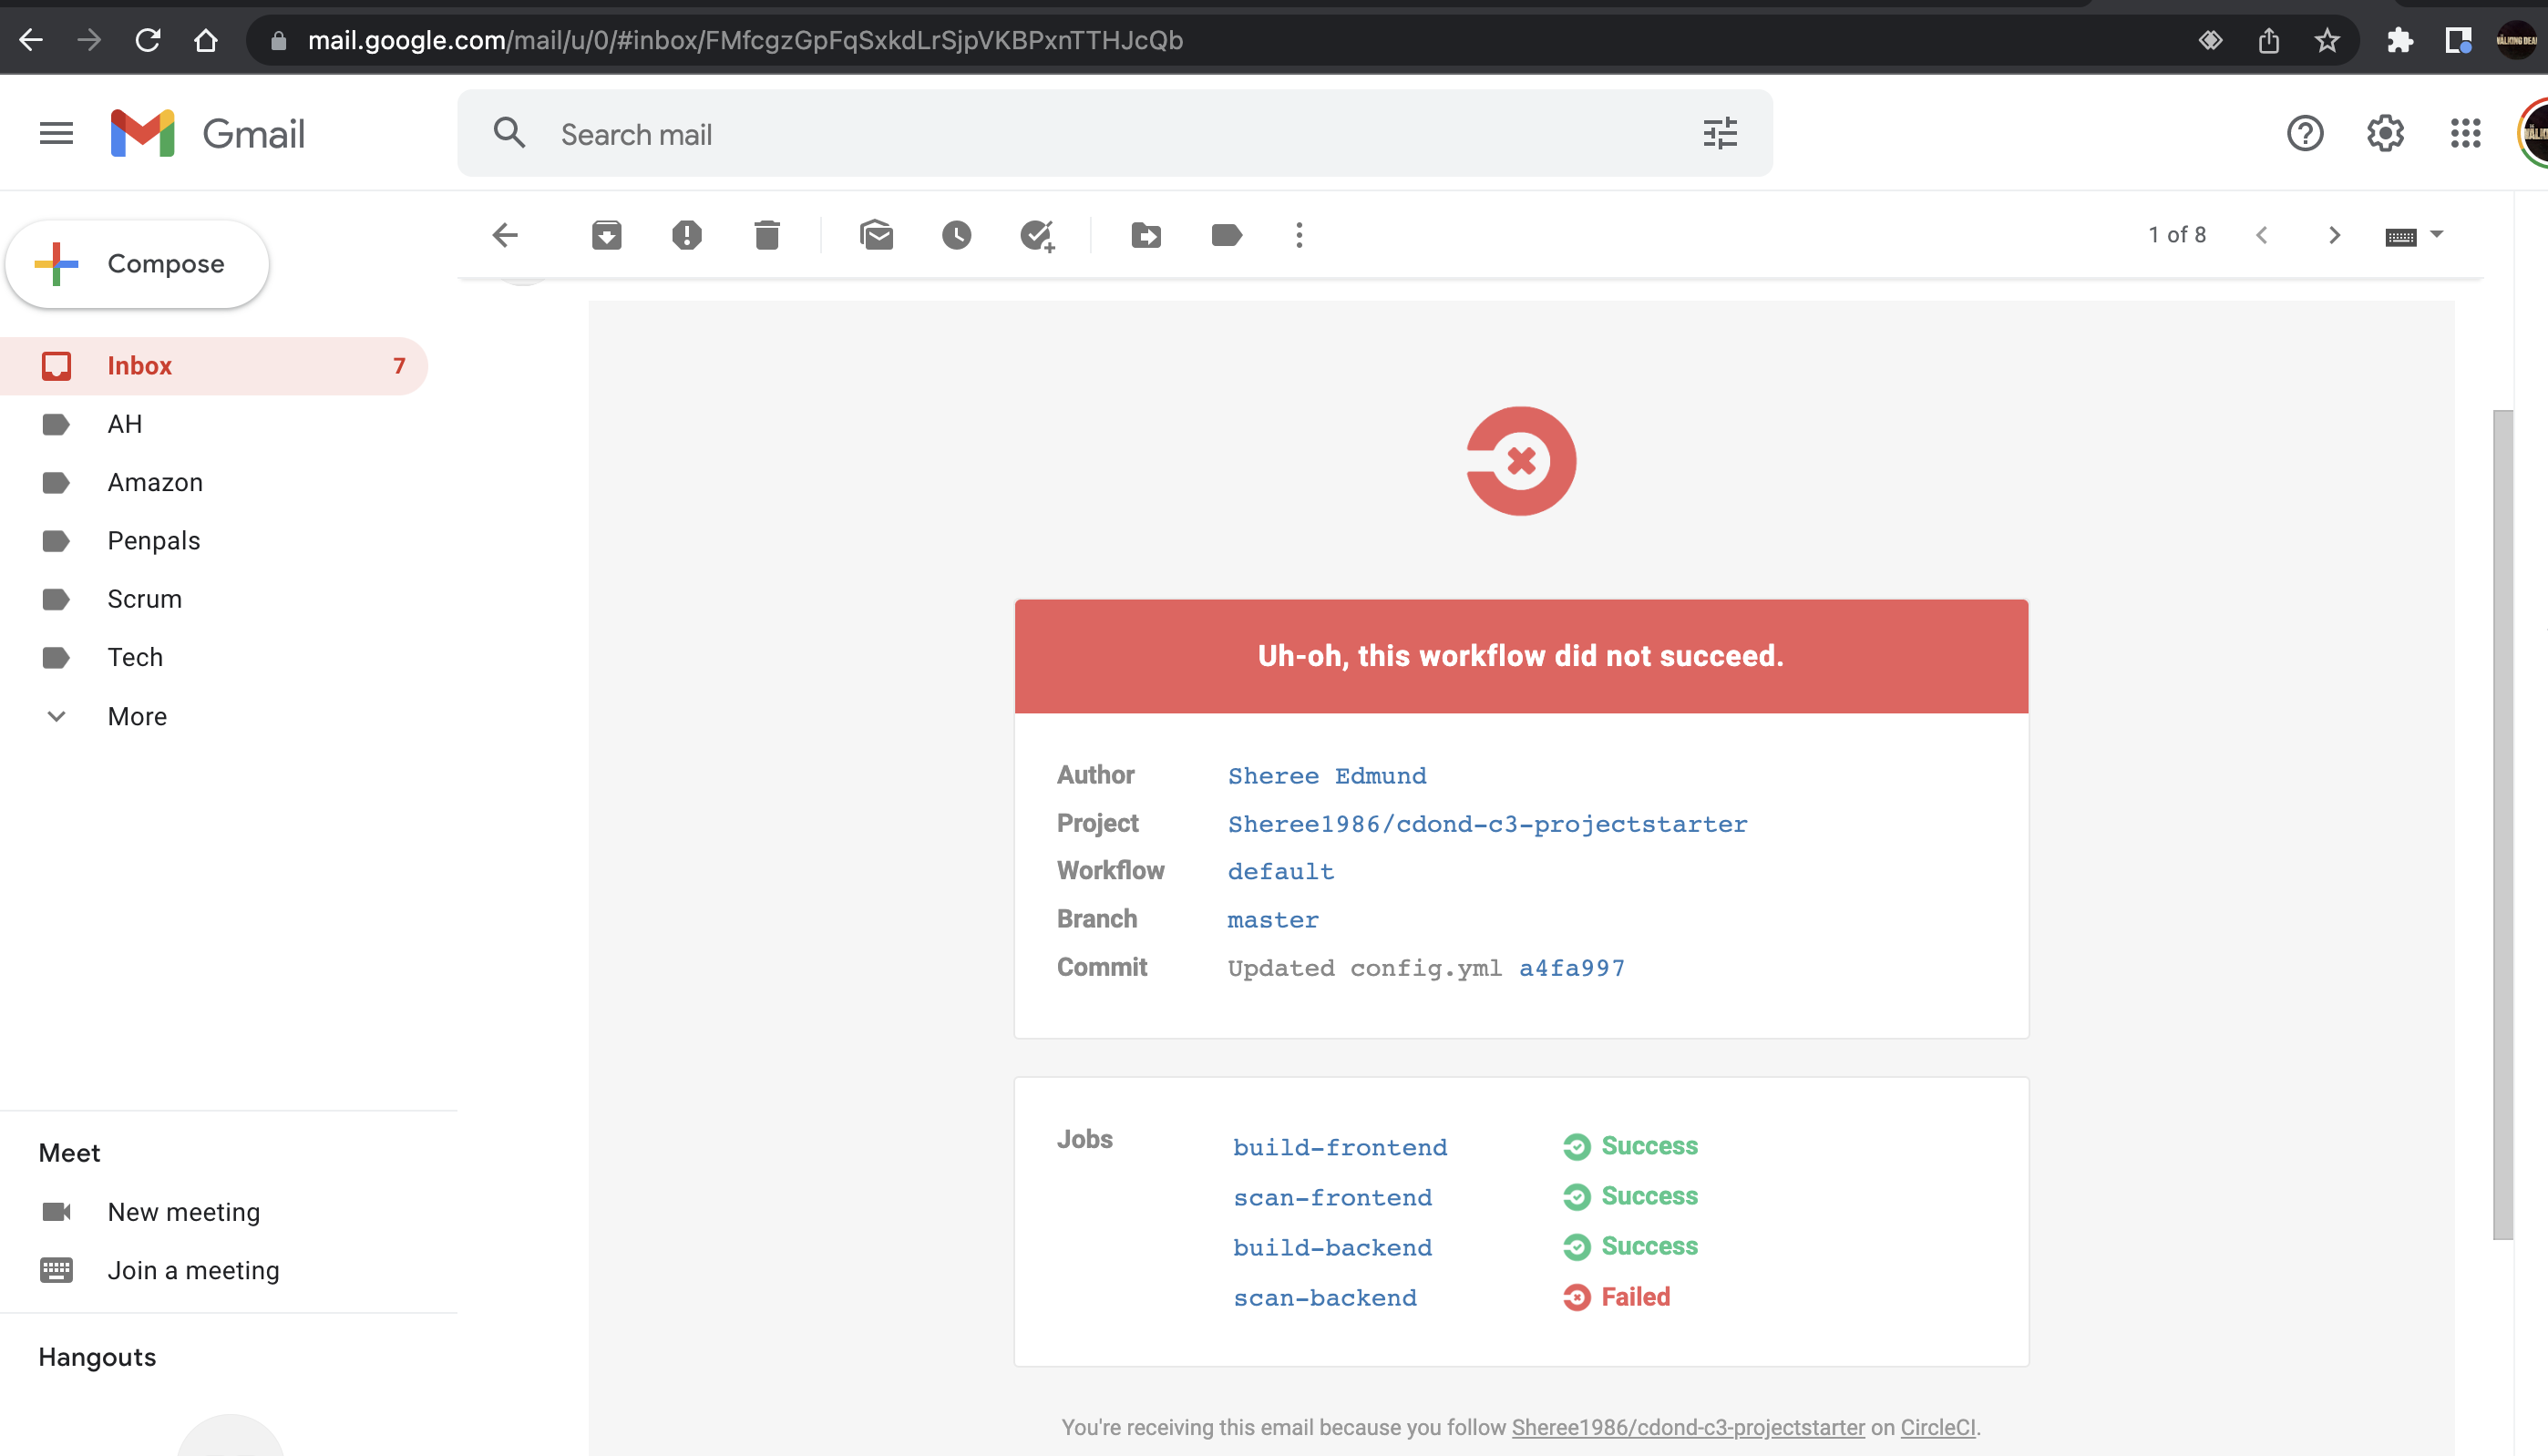 mail.google.com/mail/u/0/#inbox/FMfcgzGpFqSxkdLrSjpVKBPxnTTHJcQb
Gmail
Search mail
Compose
1 of 8
Inbox 7
AH
Amazon
Penpals
Scrum
Tech
More
Meet
New meeting
Join a meeting
Hangouts
Uh-oh, this workflow did not succeed.
Author Sheree Edmund
Project Sheree1986/cdond-c3-projectstarter
Workflow default
Branch master
Commit Updated config.yml a4fa997
Jobs build-frontend Success
scan-frontend Success
build-backend Success
scan-backend Failed
You're receiving this email because you follow Sheree1986/cdond-c3-projectstarter on CircleCI.